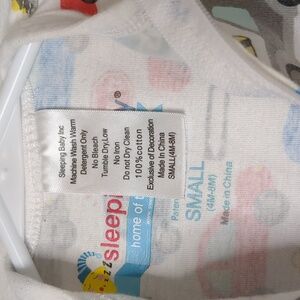 Sleeping Baby Inc
Machine Wash Warm
Detergent Only
No Bleach
Tumble Dry,Low
No Iron
Do not Dry Clean
100%cotton
Exclusive of Decoration
Made In China
SMALL(4M-8M)
zzZsleepi
®
home of t
Paten
SMALL
(4M-8M)
Made in China